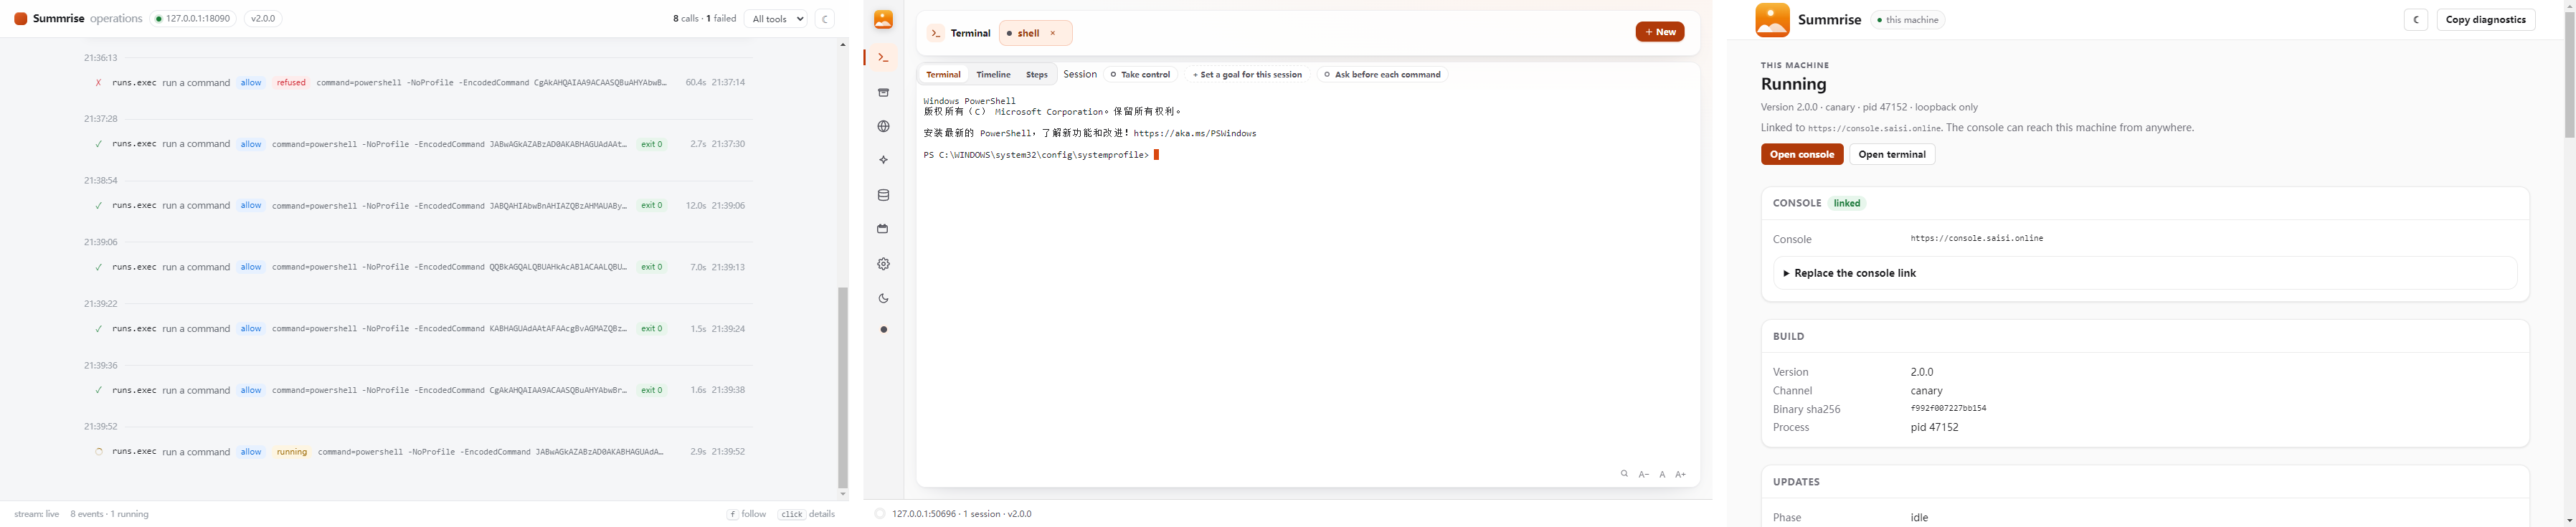 Summrise operations 127.0.0.1:18090 v2.0.0 8 calls · 1 failed All tools
21:36:13
✗ runs.exec run a command allow refused command=powershell -NoProfile -EncodedCommand CgAkAHQAIAA9ACAASQBuAHYAbwB… 60.4s 21:37:14
21:37:28
✓ runs.exec run a command allow command=powershell -NoProfile -EncodedCommand JABwAGkAZABzAD0AKABHAGUAdAAt… exit 0 2.7s 21:37:30
21:38:54
✓ runs.exec run a command allow command=powershell -NoProfile -EncodedCommand JABQAHIAbwBnAHIAZQBzAHMAUABy… exit 0 12.0s 21:39:06
21:39:06
✓ runs.exec run a command allow command=powershell -NoProfile -EncodedCommand QQBkAGQALQBUAHkAcABlACAALQBU… exit 0 7.0s 21:39:13
21:39:22
✓ runs.exec run a command allow command=powershell -NoProfile -EncodedCommand KABHAGUAdAAtAFAAcgBvAGMAZQBz… exit 0 1.5s 21:39:24
21:39:36
✓ runs.exec run a command allow command=powershell -NoProfile -EncodedCommand CgAkAHQAIAA9ACAASQBuAHYAbwBr… exit 0 1.6s 21:39:38
21:39:52
runs.exec run a command allow running command=powershell -NoProfile -EncodedCommand JABwAGkAZABzAD0AKABHAGUAdA… 2.9s 21:39:52
stream: live 8 events · 1 running f follow click details
Terminal shell × + New
Terminal Timeline Steps Session Take control + Set a goal for this session Ask before each command
Windows PowerShell
版权所有 (C) Microsoft Corporation。保留所有权利。
安装最新的 PowerShell，了解新功能和改进！https://aka.ms/PSWindows
PS C:\WINDOWS\system32\config\systemprofile>
A− A A+
127.0.0.1:50696 · 1 session · v2.0.0
Summrise this machine Copy diagnostics
THIS MACHINE
Running
Version 2.0.0 · canary · pid 47152 · loopback only
Linked to https://console.saisi.online. The console can reach this machine from anywhere.
Open console Open terminal
CONSOLE linked
Console https://console.saisi.online
▶ Replace the console link
BUILD
Version 2.0.0
Channel canary
Binary sha256 f992f007227bb154
Process pid 47152
UPDATES
Phase idle